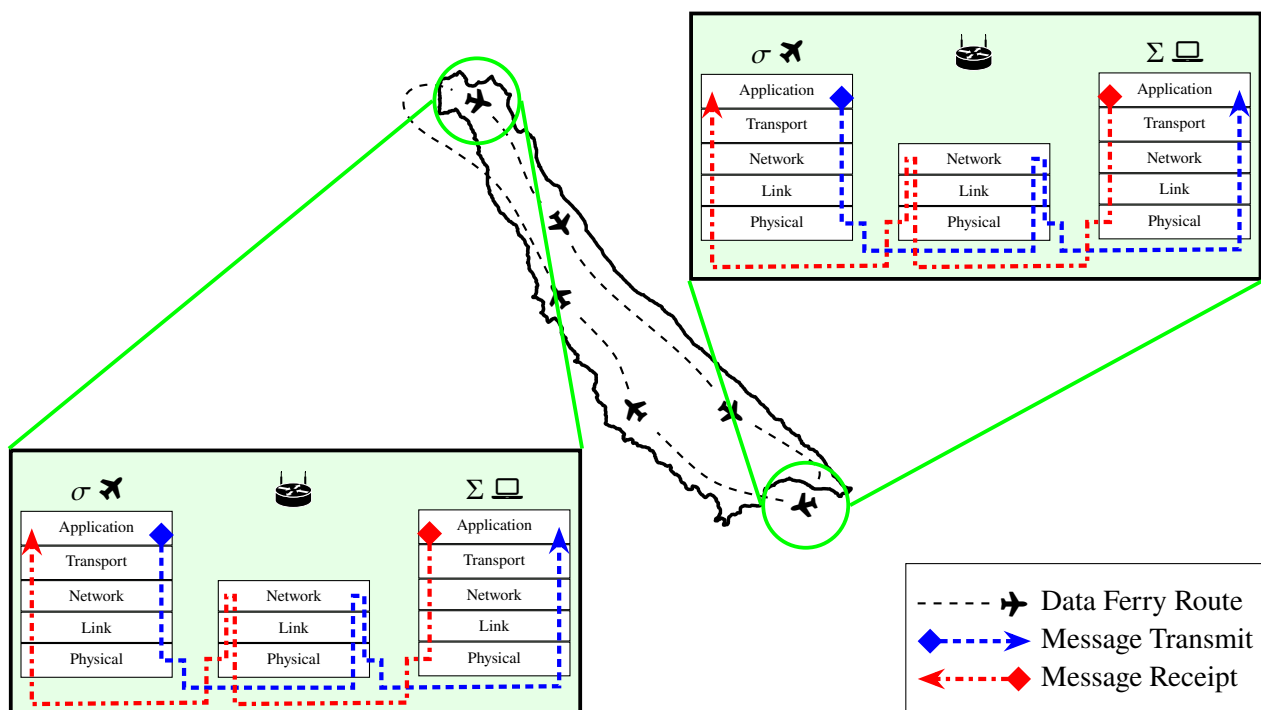 σ
Σ
Application
Transport
Network
Link
Physical
Network
Link
Physical
Application
Transport
Network
Link
Physical
σ
Σ
Application
Transport
Network
Link
Physical
Network
Link
Physical
Application
Transport
Network
Link
Physical
Data Ferry Route
Message Transmit
Message Receipt